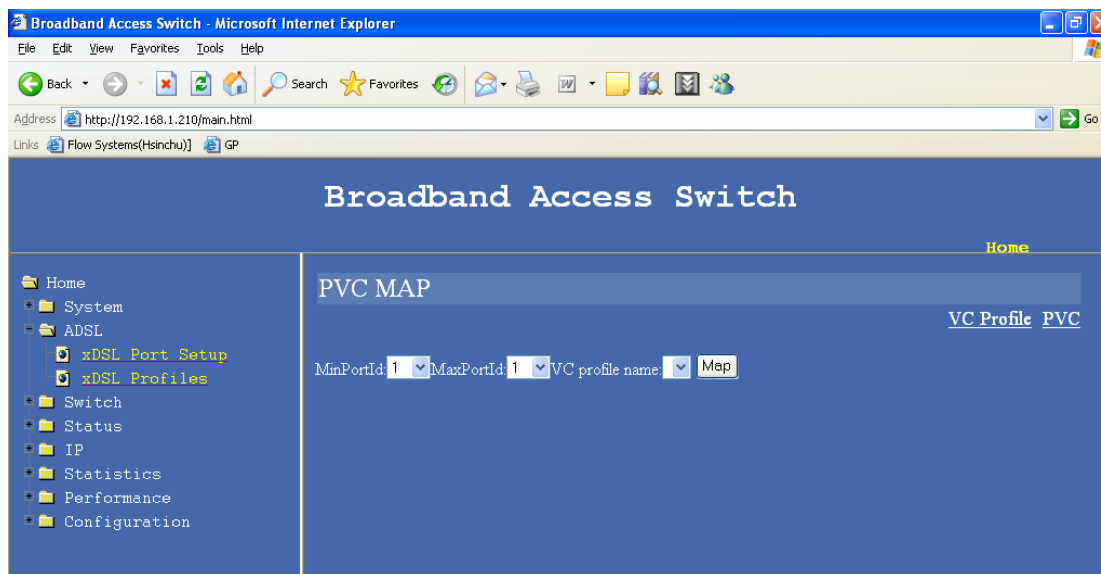 Broadband Access Switch - Microsoft Internet Explorer
File Edit View Favorites Tools Help
Back Search Favorites
Address http://192.168.1.210/main.html Go
Links Flow Systems(Hsinchu)] GP
Broadband Access Switch
Home
Home
System
ADSL
xDSL Port Setup
xDSL Profiles
Switch
Status
IP
Statistics
Performance
Configuration
PVC MAP
VC Profile PVC
MinPortId: 1 MaxPortId: 1 VC profile name: Map